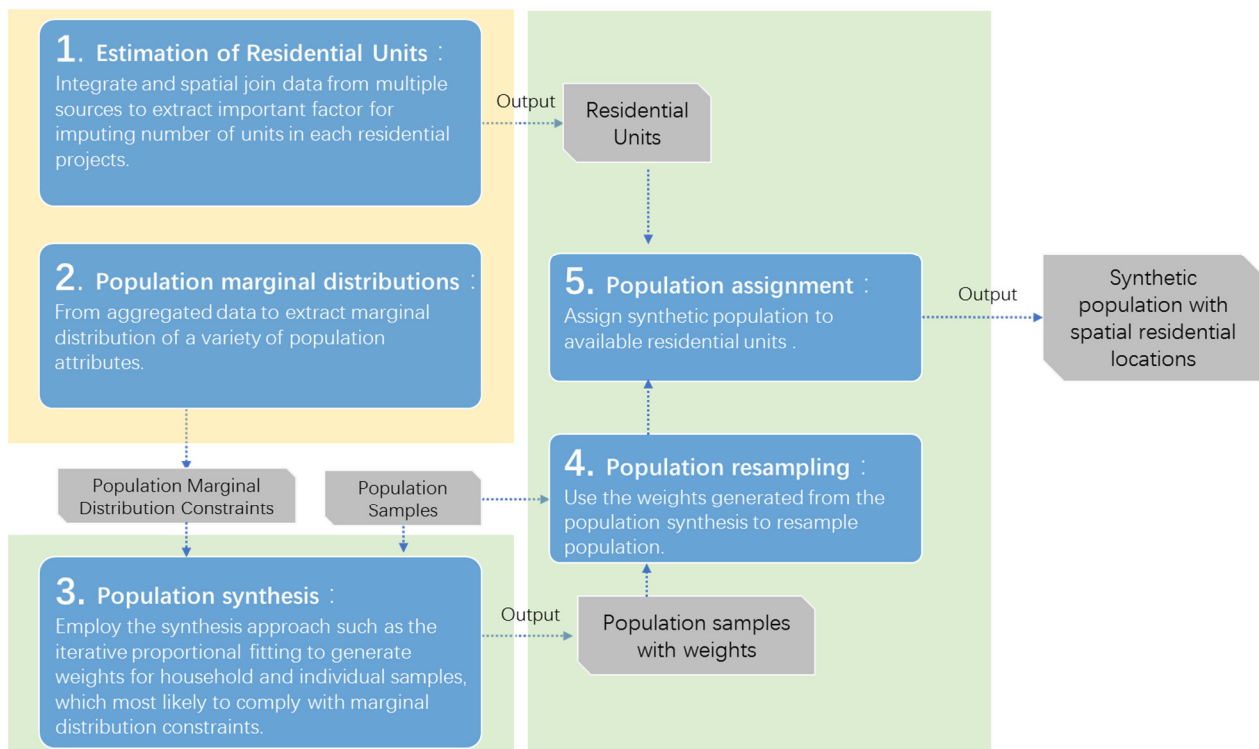 1. Estimation of Residential Units :
Integrate and spatial join data from multiple
sources to extract important factor for
imputing number of units in each residential
projects.
Output
Residential
Units
2. Population marginal distributions :
From aggregated data to extract marginal
distribution of a variety of population
attributes.
5. Population assignment :
Assign synthetic population to
available residential units .
Output
Synthetic
population with
spatial residential
locations
Population Marginal
Distribution Constraints
Population
Samples
4. Population resampling :
Use the weights generated from the
population synthesis to resample
population.
3. Population synthesis :
Employ the synthesis approach such as the
iterative proportional fitting to generate
weights for household and individual samples,
which most likely to comply with marginal
distribution constraints.
Output
Population samples
with weights